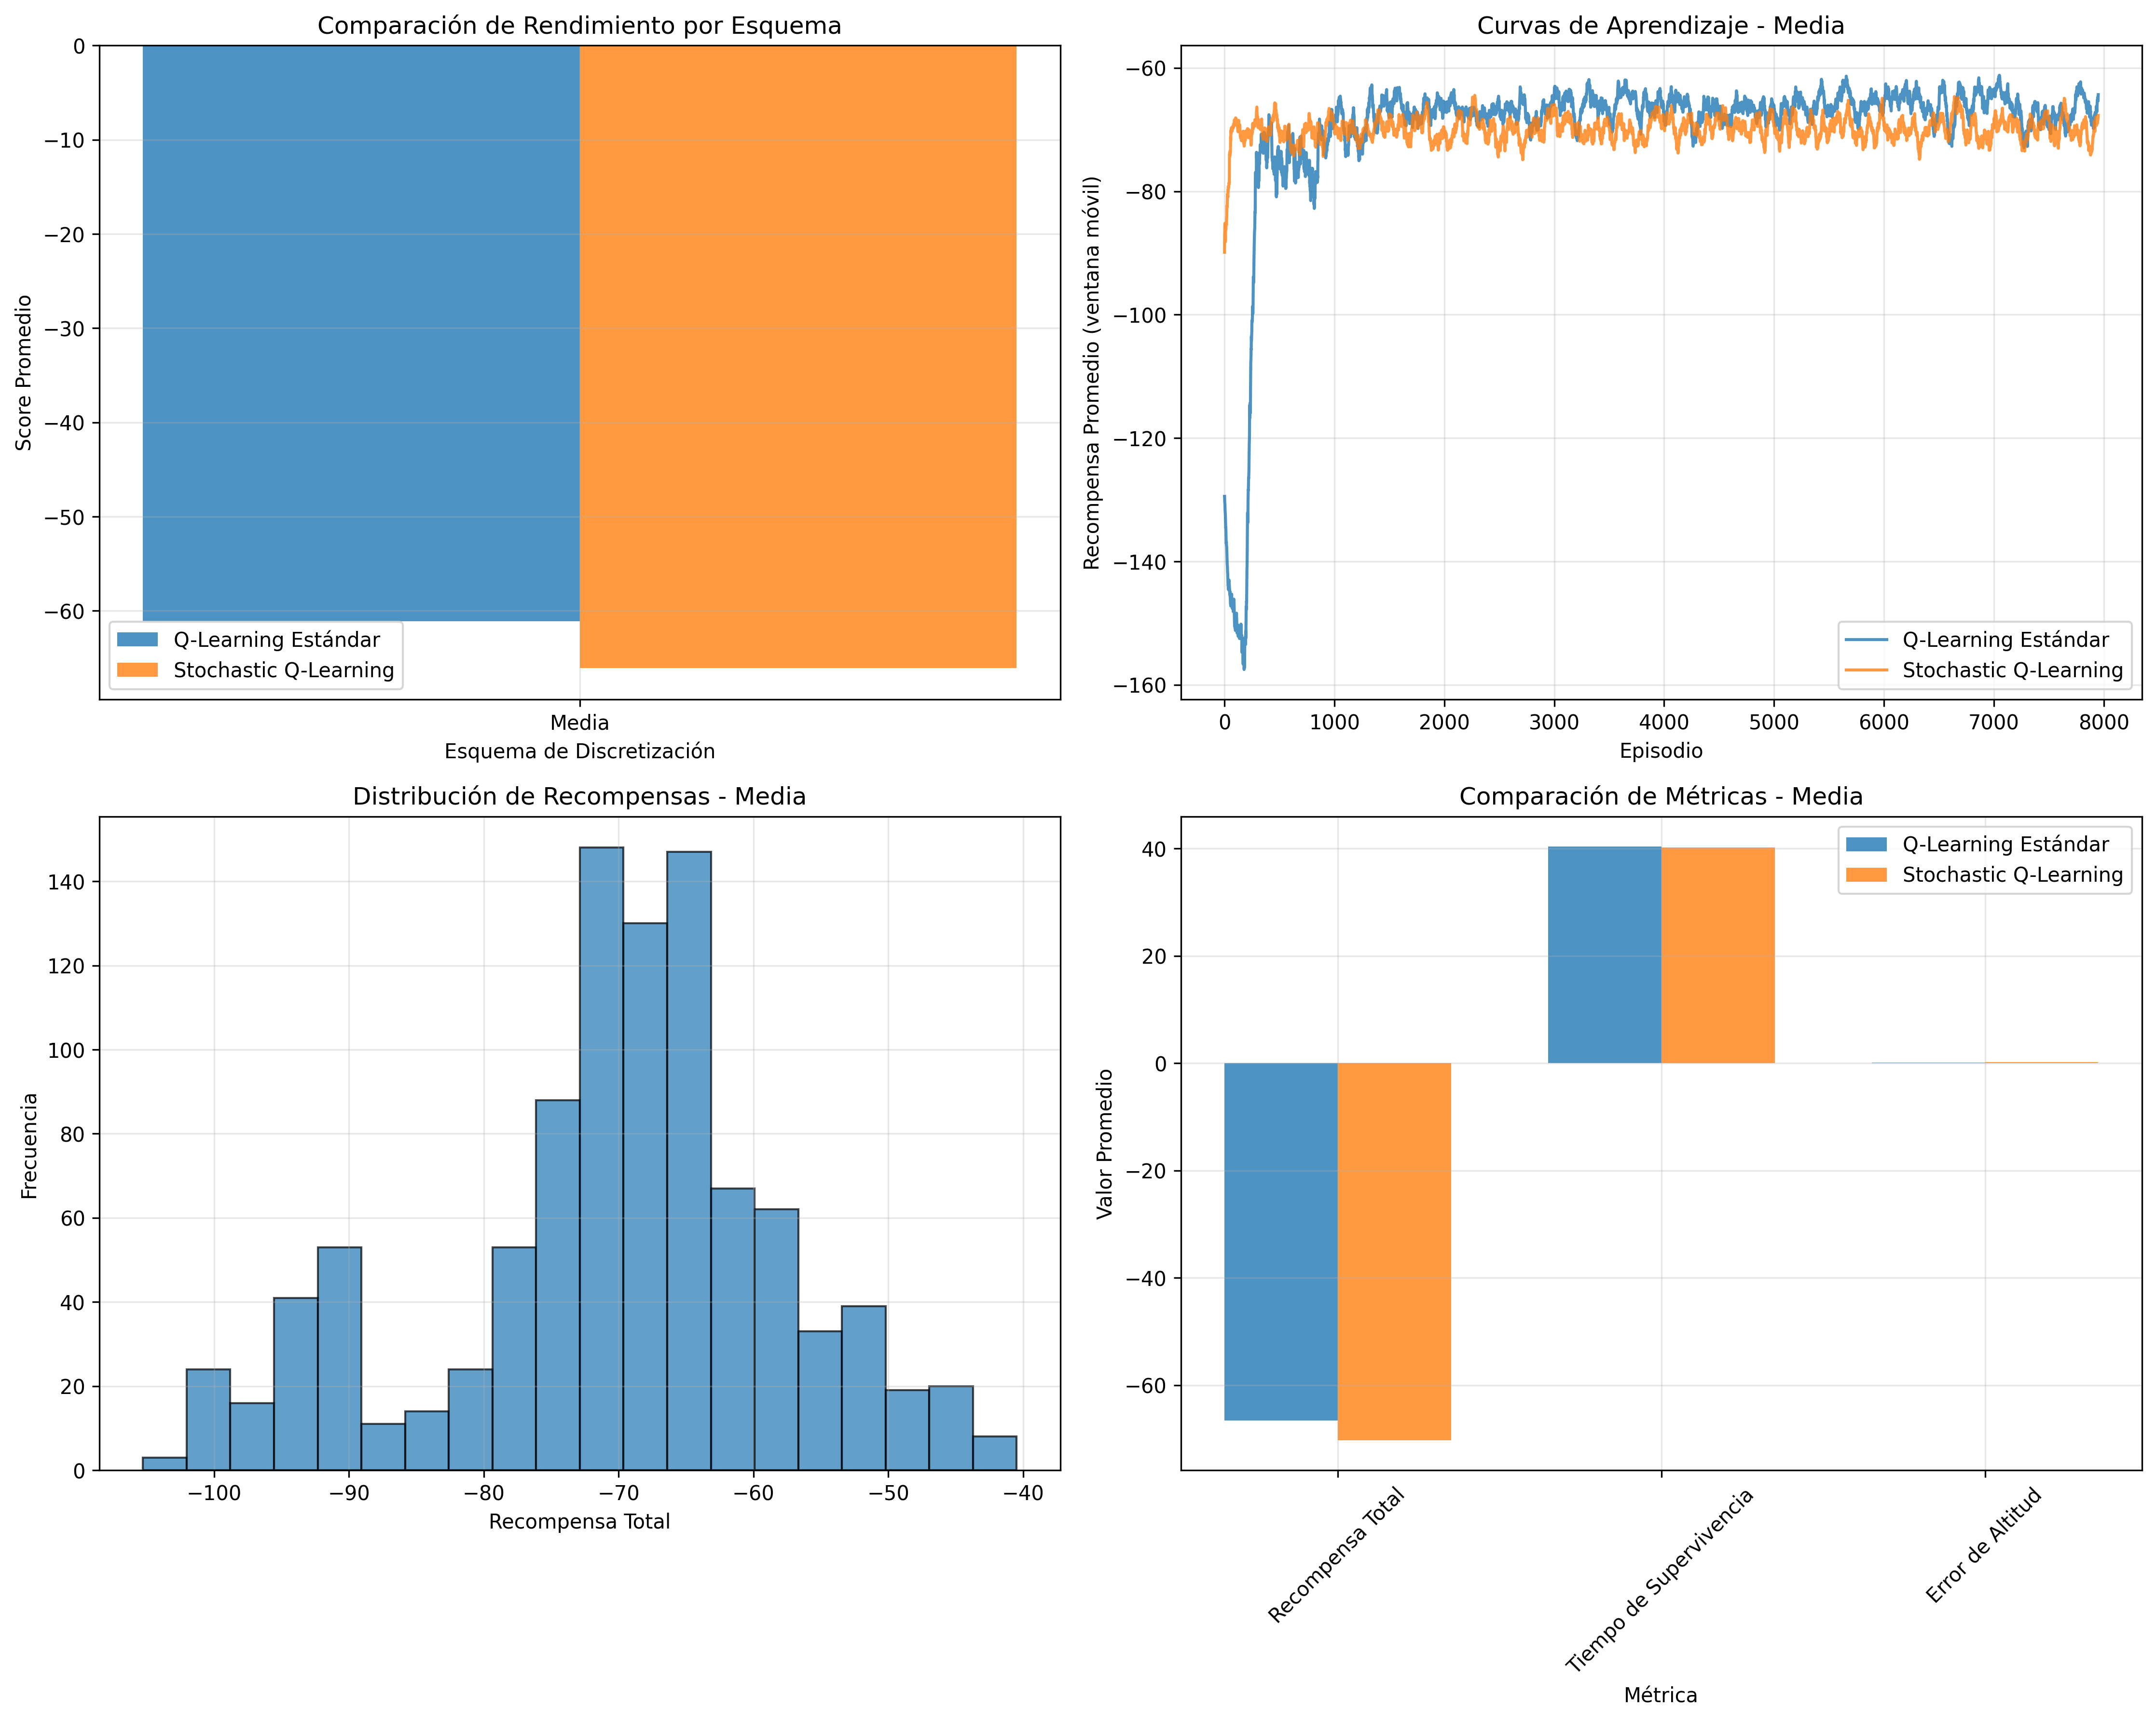 Comparación de Rendimiento por Esquema
0
−10
−20
−30
−40
−50
−60
Score Promedio
Q-Learning Estándar
Stochastic Q-Learning
Media
Esquema de Discretización
Curvas de Aprendizaje - Media
−60
−80
−100
−120
−140
−160
Recompensa Promedio (ventana móvil)
Q-Learning Estándar
Stochastic Q-Learning
0 1000 2000 3000 4000 5000 6000 7000 8000
Episodio
Distribución de Recompensas - Media
140
120
100
80
60
40
20
0
Frecuencia
−100 −90 −80 −70 −60 −50 −40
Recompensa Total
Comparación de Métricas - Media
40
20
0
−20
−40
−60
Valor Promedio
Q-Learning Estándar
Stochastic Q-Learning
Recompensa Total
Tiempo de Supervivencia
Error de Altitud
Métrica